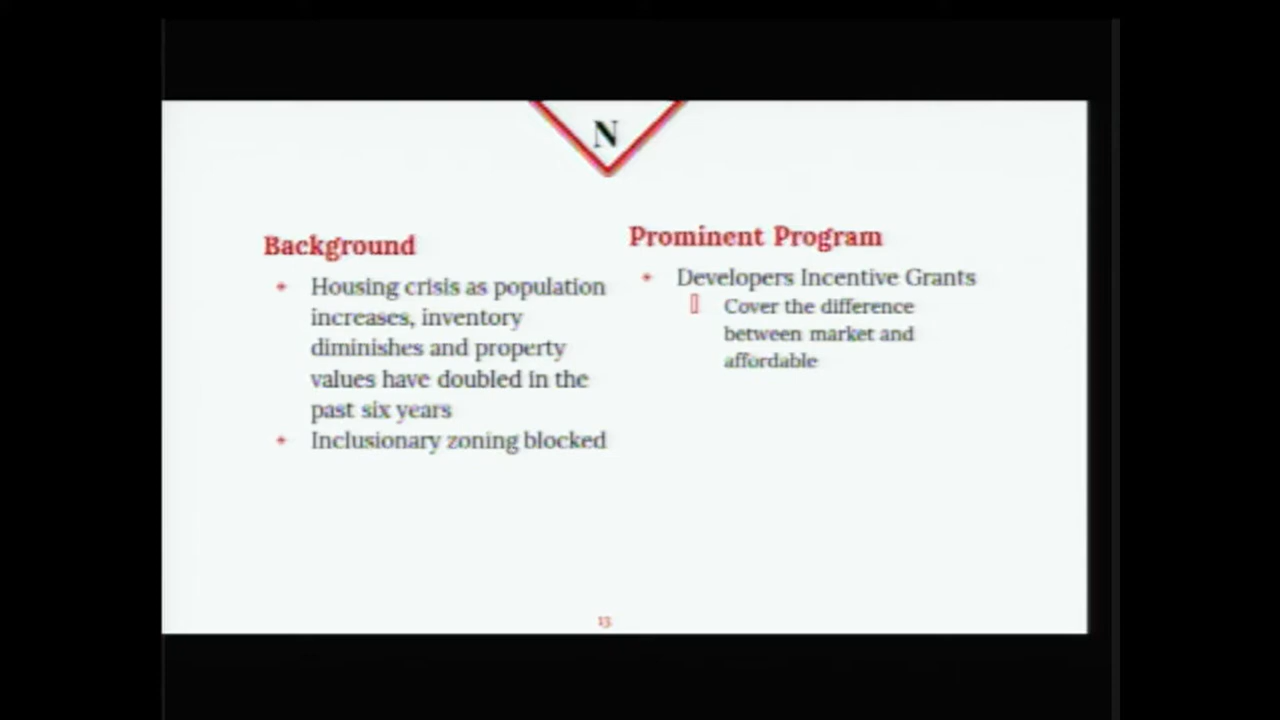 N
Background
Housing crisis as population
increases, inventory
diminishes and property
values have doubled in the
past six years
Inclusionary zoning blocked
Prominent Program
Developers Incentive Grants
Cover the difference
between market and
affordable
13